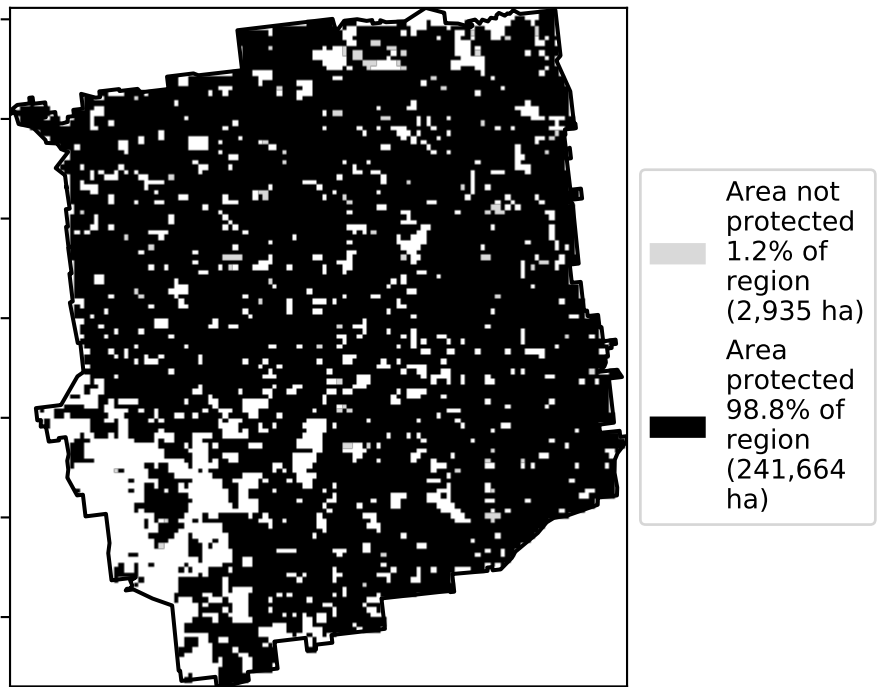 Area not
protected
1.2% of
region
(2,935 ha)
Area
protected
98.8% of
region
(241,664
ha)